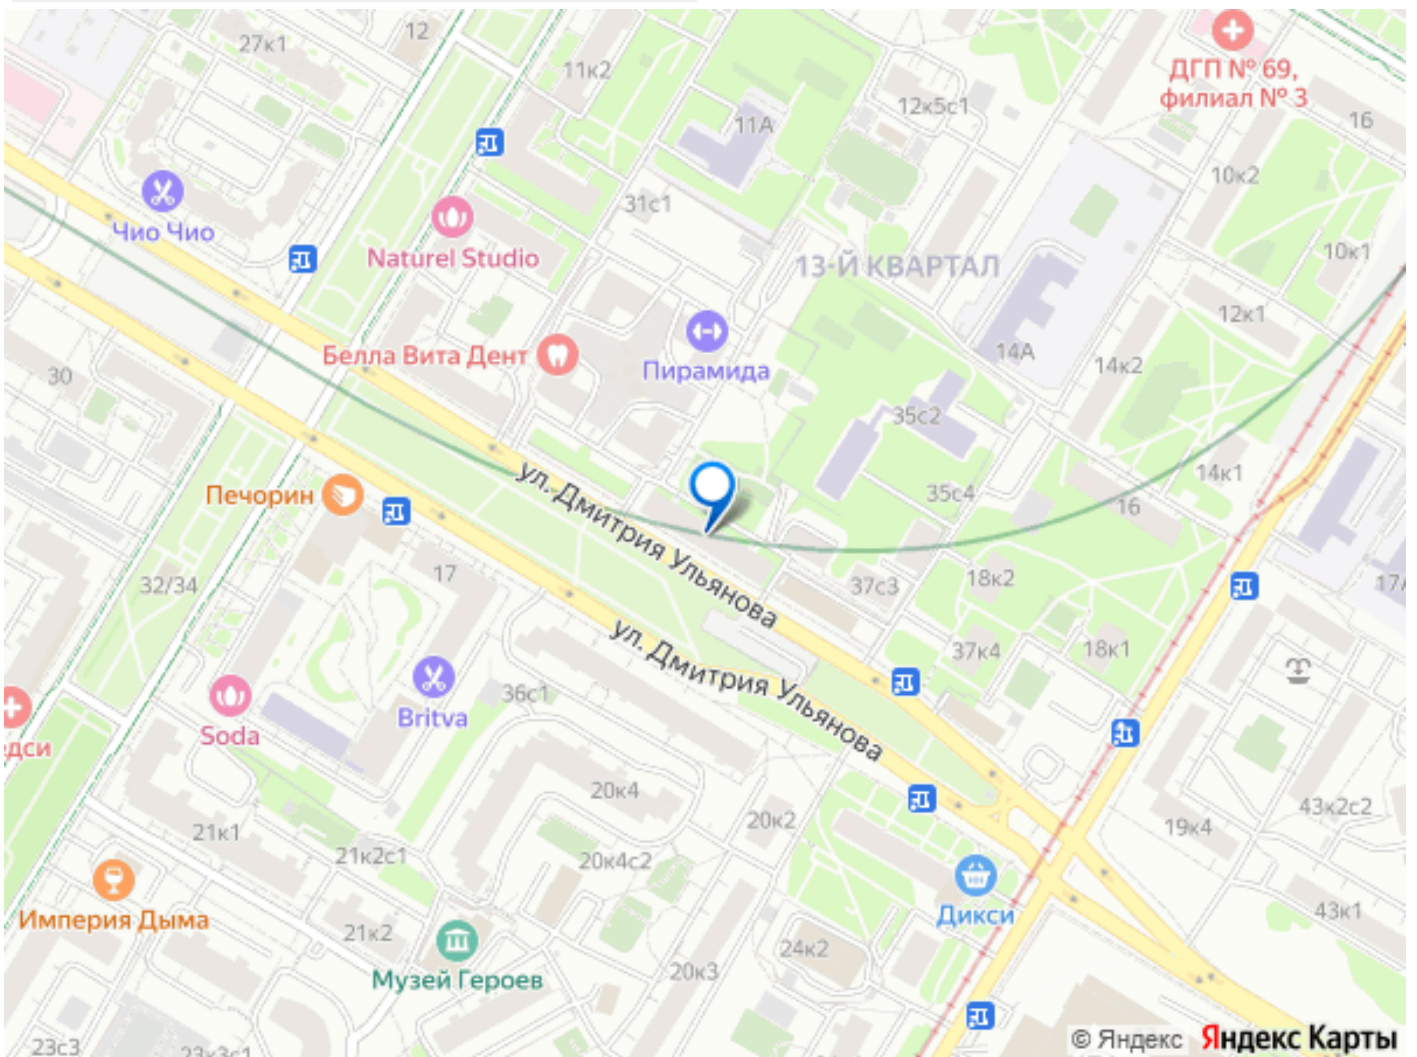 12
27к1
11к2
ДГП № 69,
филиал № 3
12к5с1
11А
16
10к2
31с1
Чио Чио
Naturel Studio
13-Й КВАРТАЛ
10к1
12к1
Белла Вита Дент
Пирамида
14А
14к2
30
35с2
ул. Дмитрия Ульянова
Печорин
35с4
14к1
16
17
32/34
37с3
18к2
17А
ул. Дмитрия Ульянова
37к4
18к1
36с1
Britva
Soda
едси
20к4
20к2
43к2с2
19к4
21к1
21к2с1
20к4с2
Империя Дыма
Дикси
43к1
21к2
24к2
Музей Героев
20к3
23с3
23к3с1
© Яндекс Яндекс Карты